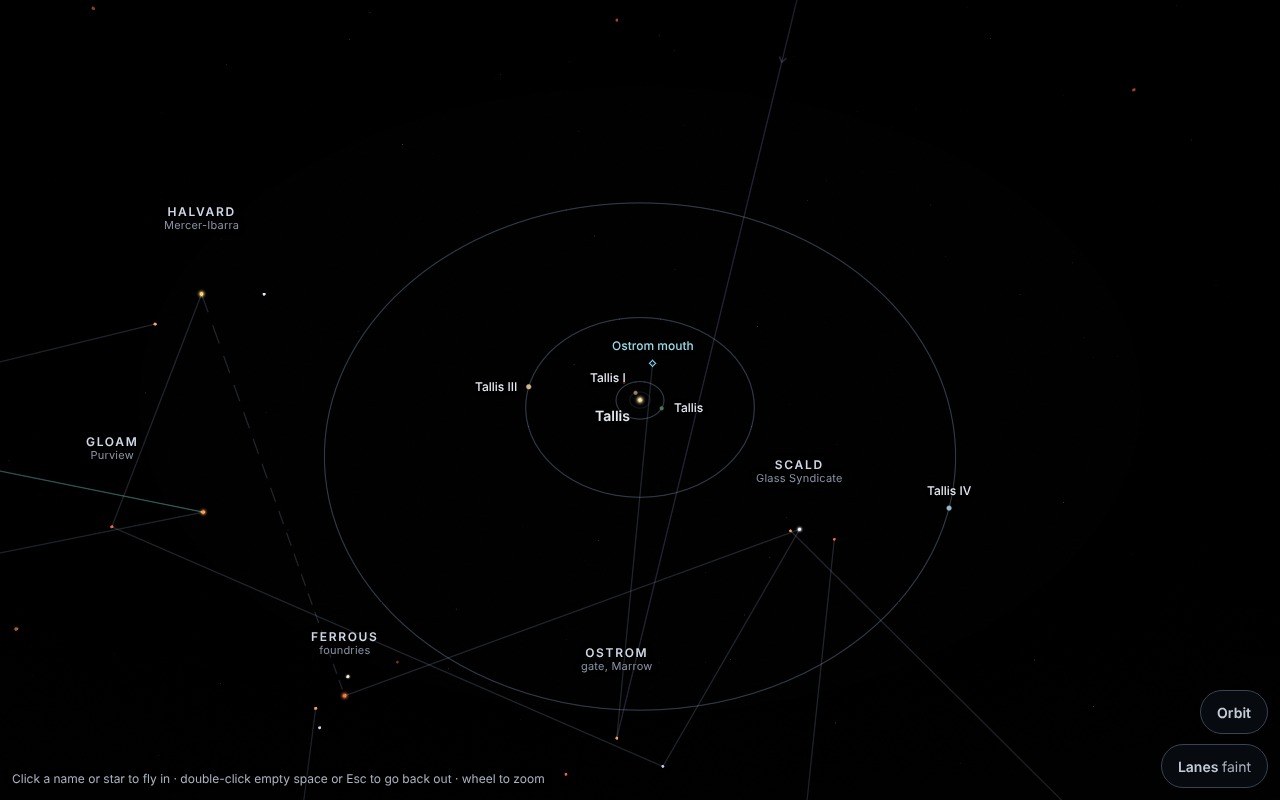 HALVARD
Mercer-Ibarra
Ostrom mouth
Tallis I
Tallis III
Tallis
Tallis
GLOAM
Purview
SCALD
Glass Syndicate
Tallis IV
FERROUS
foundries
OSTROM
gate, Marrow
Orbit
Lanes faint
Click a name or star to fly in · double-click empty space or Esc to go back out · wheel to zoom